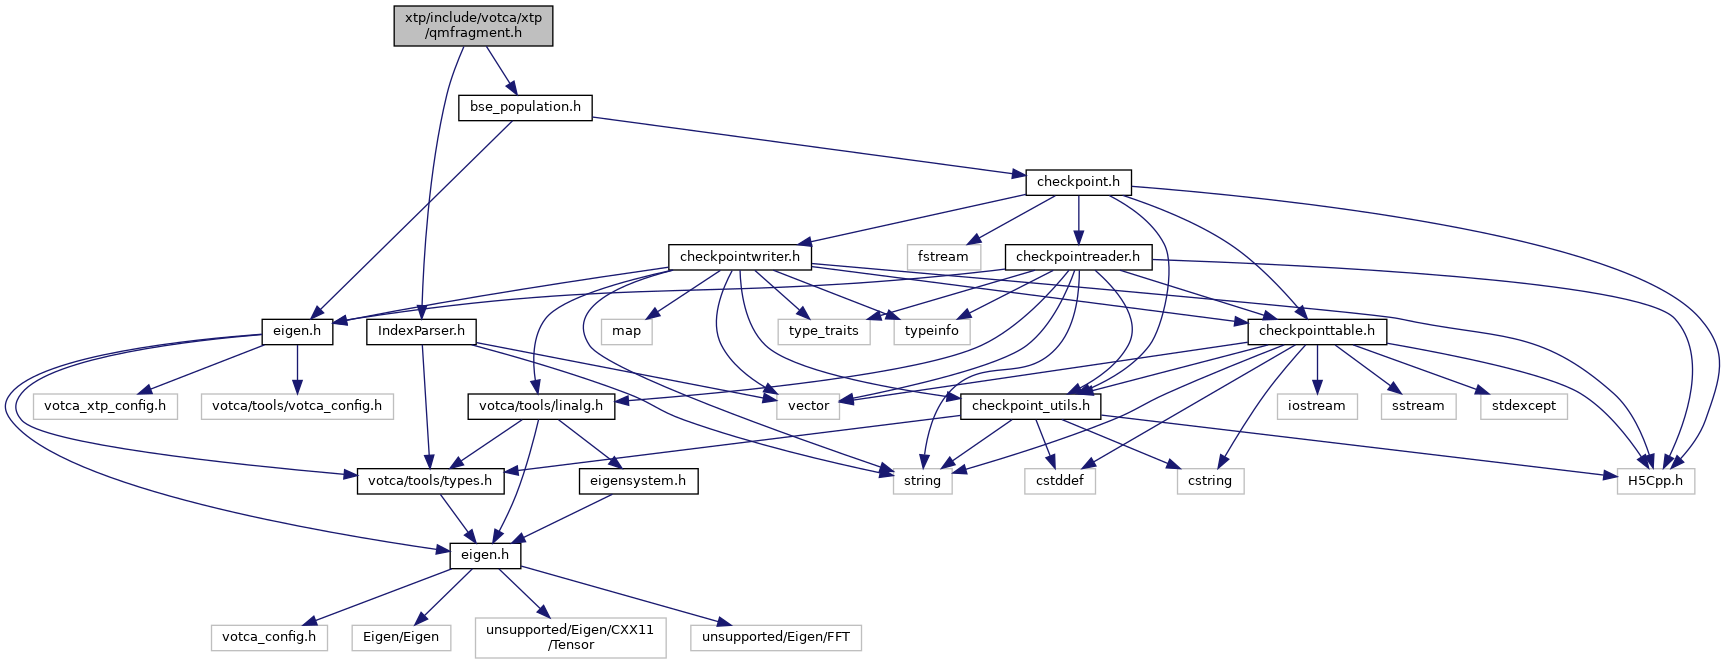 xtp/include/votca/xtp
/qmfragment.h
bse_population.h
checkpoint.h
checkpointwriter.h
fstream
checkpointreader.h
eigen.h
IndexParser.h
map
type_traits
typeinfo
checkpointtable.h
votca_xtp_config.h
votca/tools/votca_config.h
votca/tools/linalg.h
vector
checkpoint_utils.h
iostream
sstream
stdexcept
votca/tools/types.h
eigensystem.h
string
cstddef
cstring
H5Cpp.h
eigen.h
votca_config.h
Eigen/Eigen
unsupported/Eigen/CXX11
/Tensor
unsupported/Eigen/FFT